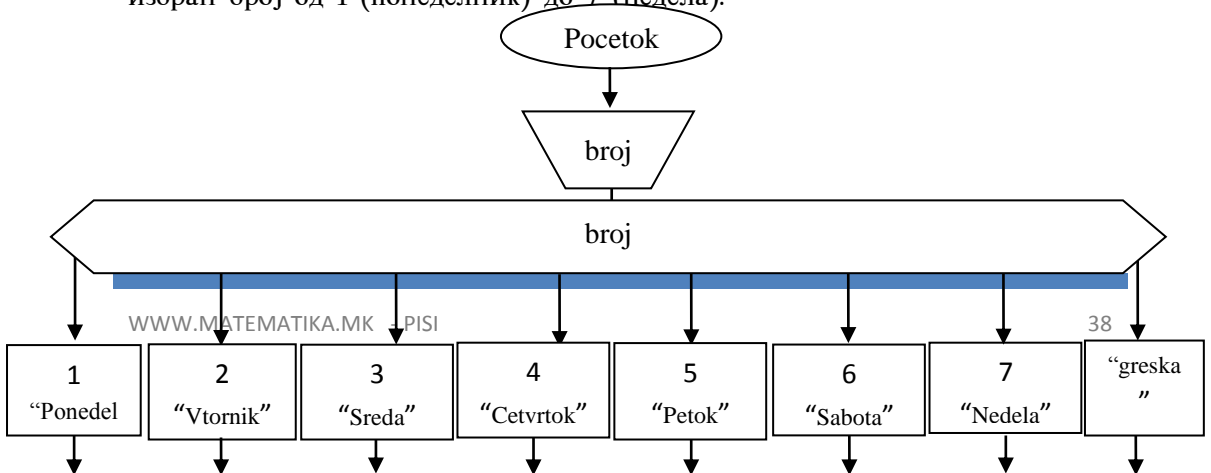 избран број од 1 (понеделник) до 7 (недела).
Pocetok
broj
broj
WWW.MATEMATIKA.MK - PISI 38
1 2 3 4 5 6 7 “greska
“Ponedel “Vtornik” “Sreda” “Cetvrtok” “Petok” “Sabota” “Nedela” ”